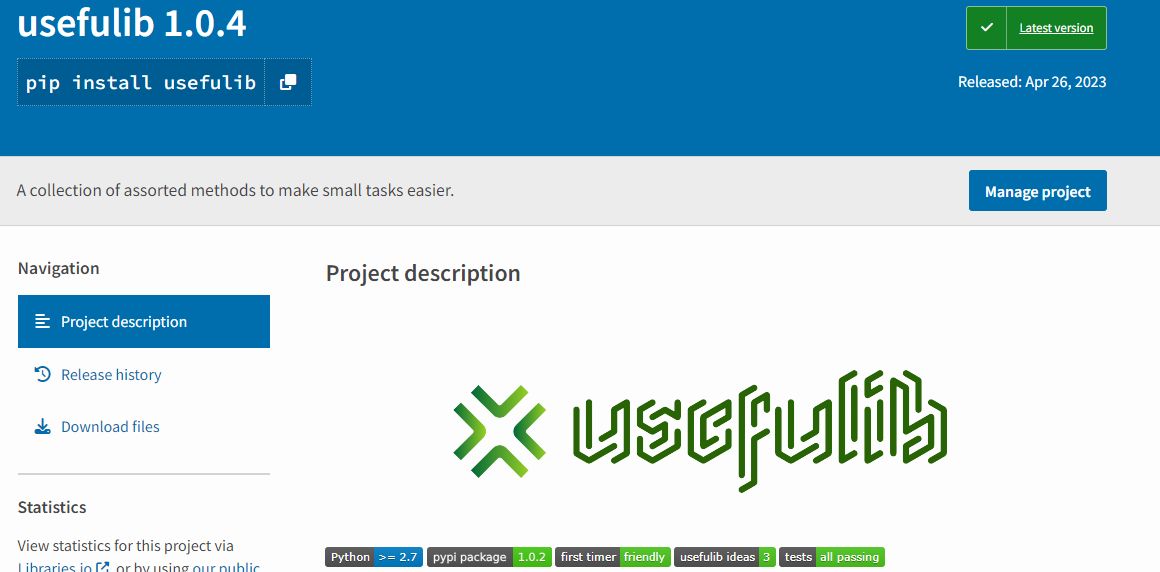 usefulib 1.0.4
Latest version
pip install usefulib
Released: Apr 26, 2023
A collection of assorted methods to make small tasks easier.
Manage project
Navigation
Project description
Release history
Download files
Statistics
View statistics for this project via
Libraries.io, or by using our public
Project description
usefulib
Python >= 2.7 pypi package 1.0.2 first timer friendly usefulib ideas 3 tests all passing